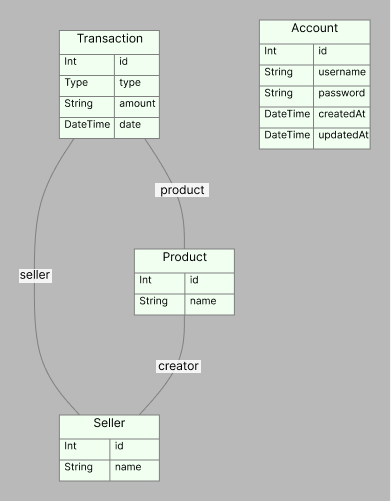 Transaction
Int id
Type type
String amount
DateTime date
Account
Int id
String username
String password
DateTime createdAt
DateTime updatedAt
product
seller
Product
Int id
String name
creator
Seller
Int id
String name